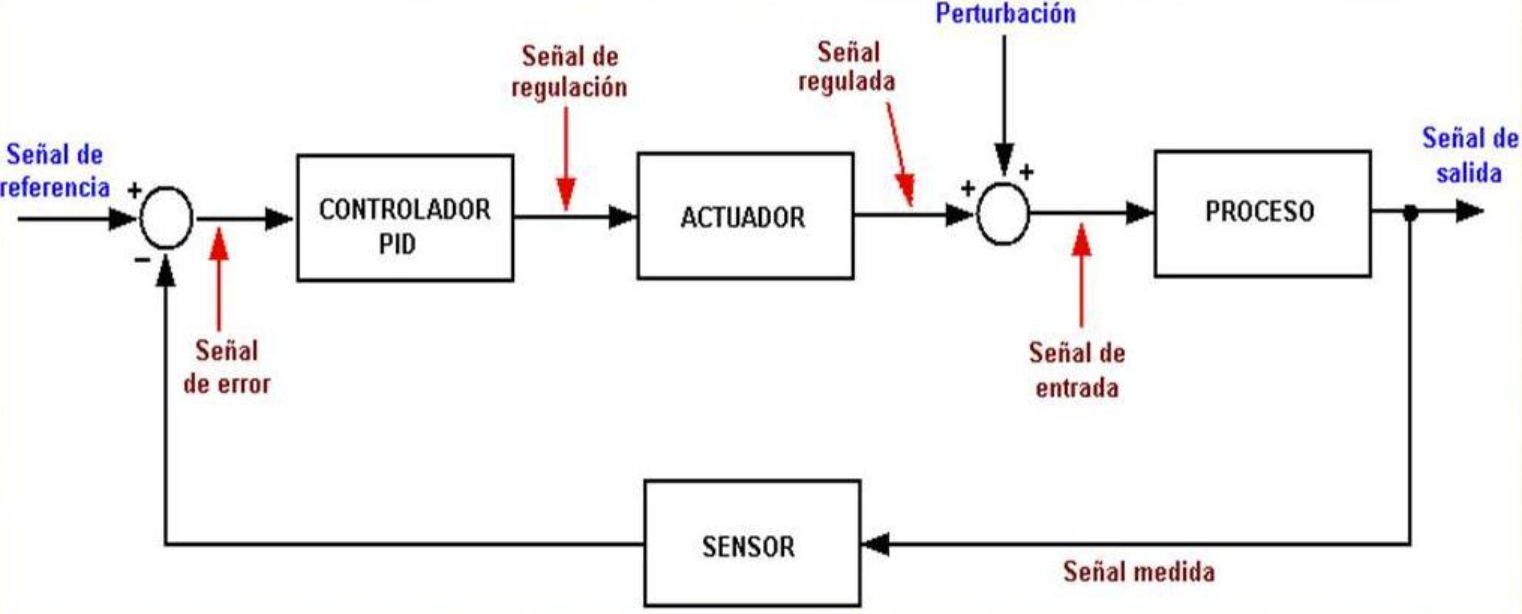 Perturbación
Señal de
regulación
Señal
regulada
Señal de
referencia
Señal de
salida
+
−
CONTROLADOR
PID
ACTUADOR
+
+
PROCESO
Señal
de error
Señal de
entrada
SENSOR
Señal medida